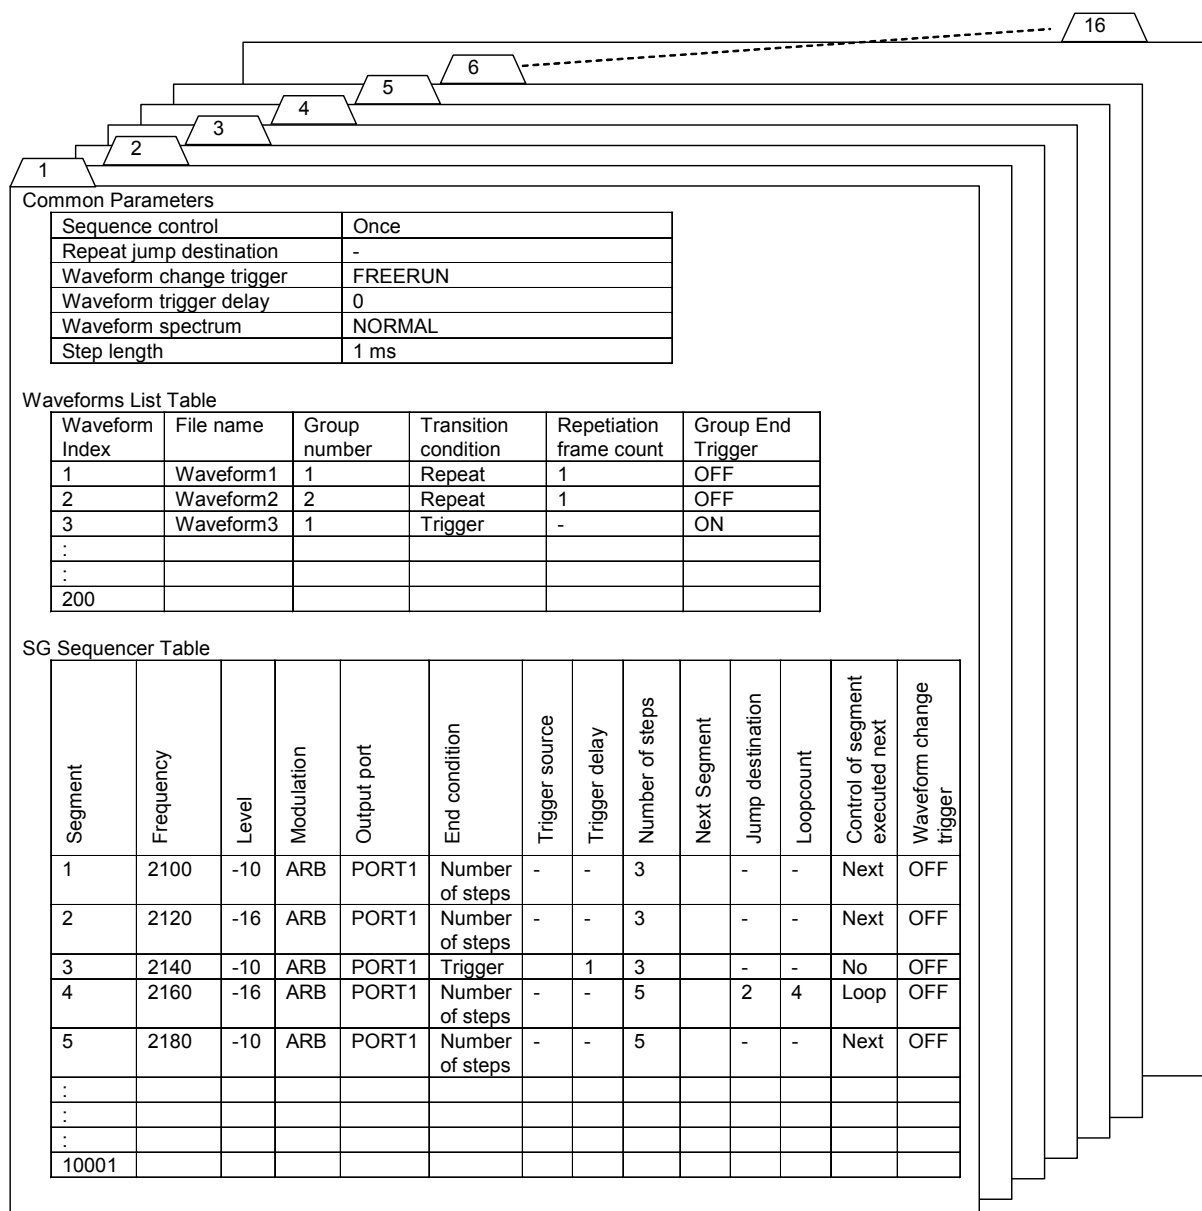 16
6
5
4
3
2
1
Common Parameters
Sequence control Once
Repeat jump destination -
Waveform change trigger FREERUN
Waveform trigger delay 0
Waveform spectrum NORMAL
Step length 1 ms
Waveforms List Table
Waveform Index File name Group number Transition condition Repetiation frame count Group End Trigger
1 Waveform1 1 Repeat 1 OFF
2 Waveform2 2 Repeat 1 OFF
3 Waveform3 1 Trigger - ON
:
:
200
SG Sequencer Table
Segment Frequency Level Modulation Output port End condition Trigger source Trigger delay Number of steps Next Segment Jump destination Loopcount Control of segment executed next Waveform change trigger
1 2100 -10 ARB PORT1 Number of steps - - 3 - - Next OFF
2 2120 -16 ARB PORT1 Number of steps - - 3 - - Next OFF
3 2140 -10 ARB PORT1 Trigger 1 3 - - No OFF
4 2160 -16 ARB PORT1 Number of steps - - 5 2 4 Loop OFF
5 2180 -10 ARB PORT1 Number of steps - - 5 - - Next OFF
:
:
:
10001